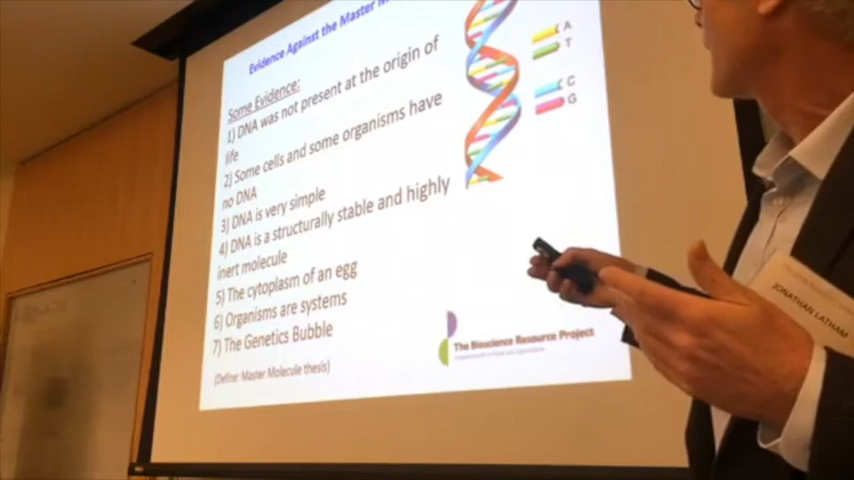 Evidence Against the Master
Some Evidence:
1) DNA was not present at the origin of
life
2) Some cells and some organisms have
no DNA
3) DNA is very simple
4) DNA is a structurally stable and highly
inert molecule
5) The cytoplasm of an egg
6) Organisms are systems
7) The Genetics Bubble
(Define: Master Molecule thesis)
A
T
C
G
The Bioscience Resource Project
JONATHAN LATHAM